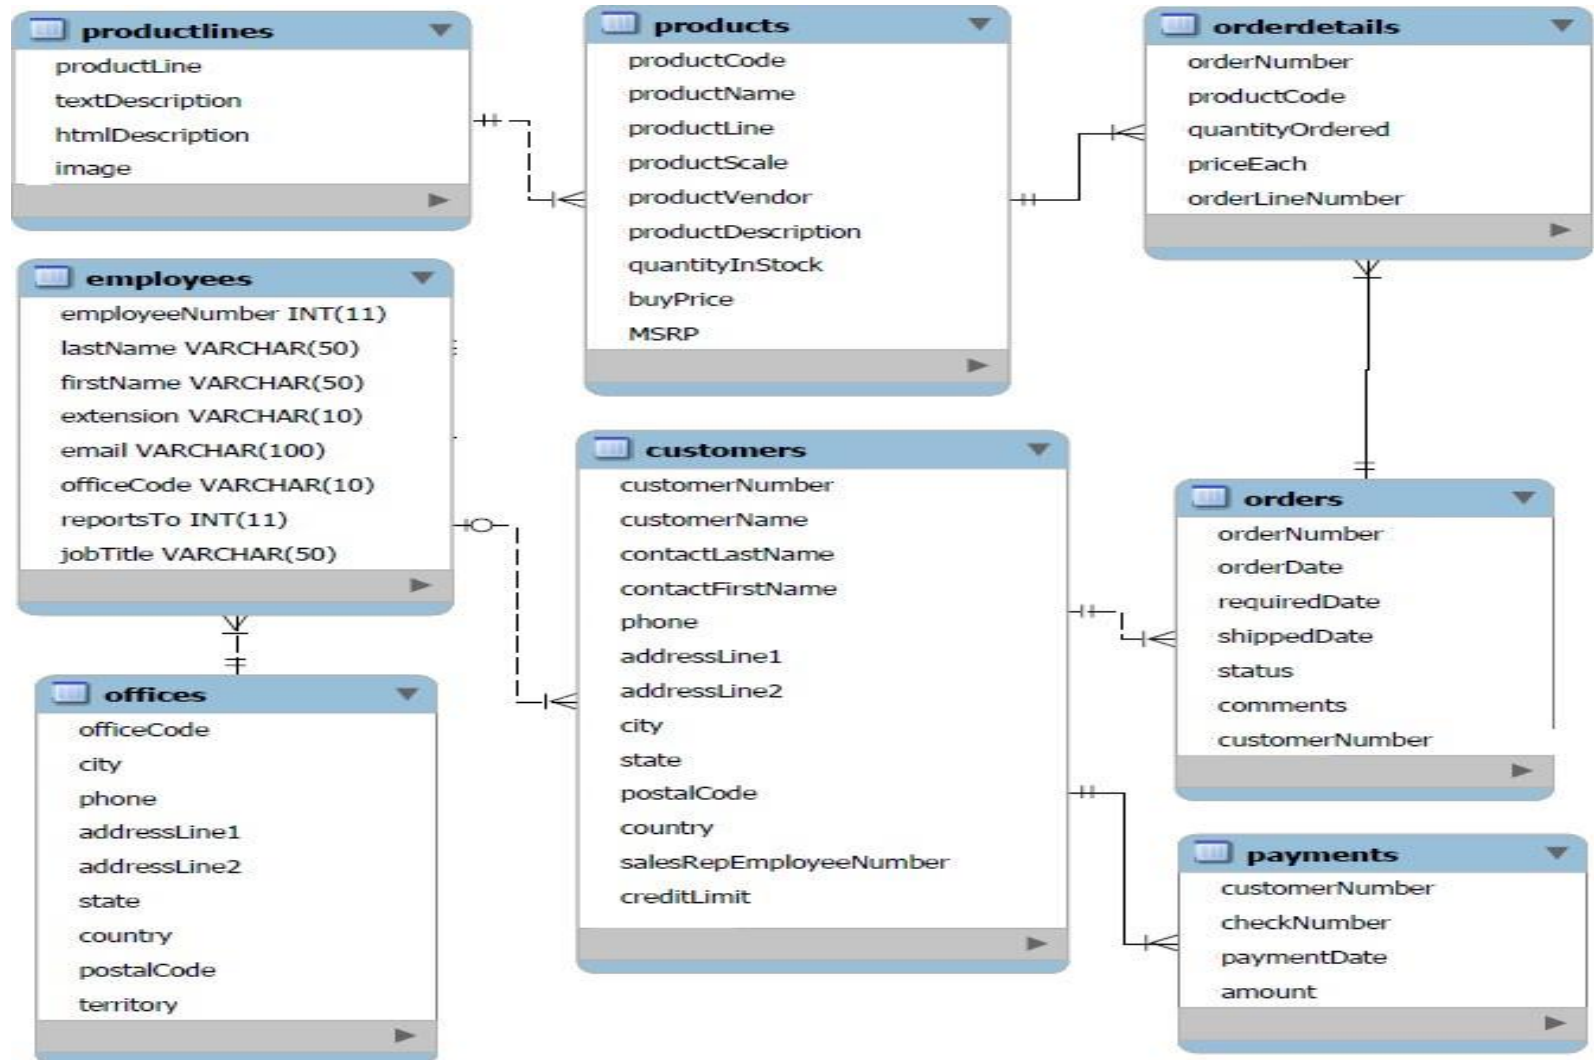 productlines
productLine
textDescription
htmlDescription
image
products
productCode
productName
productLine
productScale
productVendor
productDescription
quantityInStock
buyPrice
MSRP
orderdetails
orderNumber
productCode
quantityOrdered
priceEach
orderLineNumber
employees
employeeNumber INT(11)
lastName VARCHAR(50)
firstName VARCHAR(50)
extension VARCHAR(10)
email VARCHAR(100)
officeCode VARCHAR(10)
reportsTo INT(11)
jobTitle VARCHAR(50)
customers
customerNumber
customerName
contactLastName
contactFirstName
phone
addressLine1
addressLine2
city
state
postalCode
country
salesRepEmployeeNumber
creditLimit
orders
orderNumber
orderDate
requiredDate
shippedDate
status
comments
customerNumber
offices
officeCode
city
phone
addressLine1
addressLine2
state
country
postalCode
territory
payments
customerNumber
checkNumber
paymentDate
amount